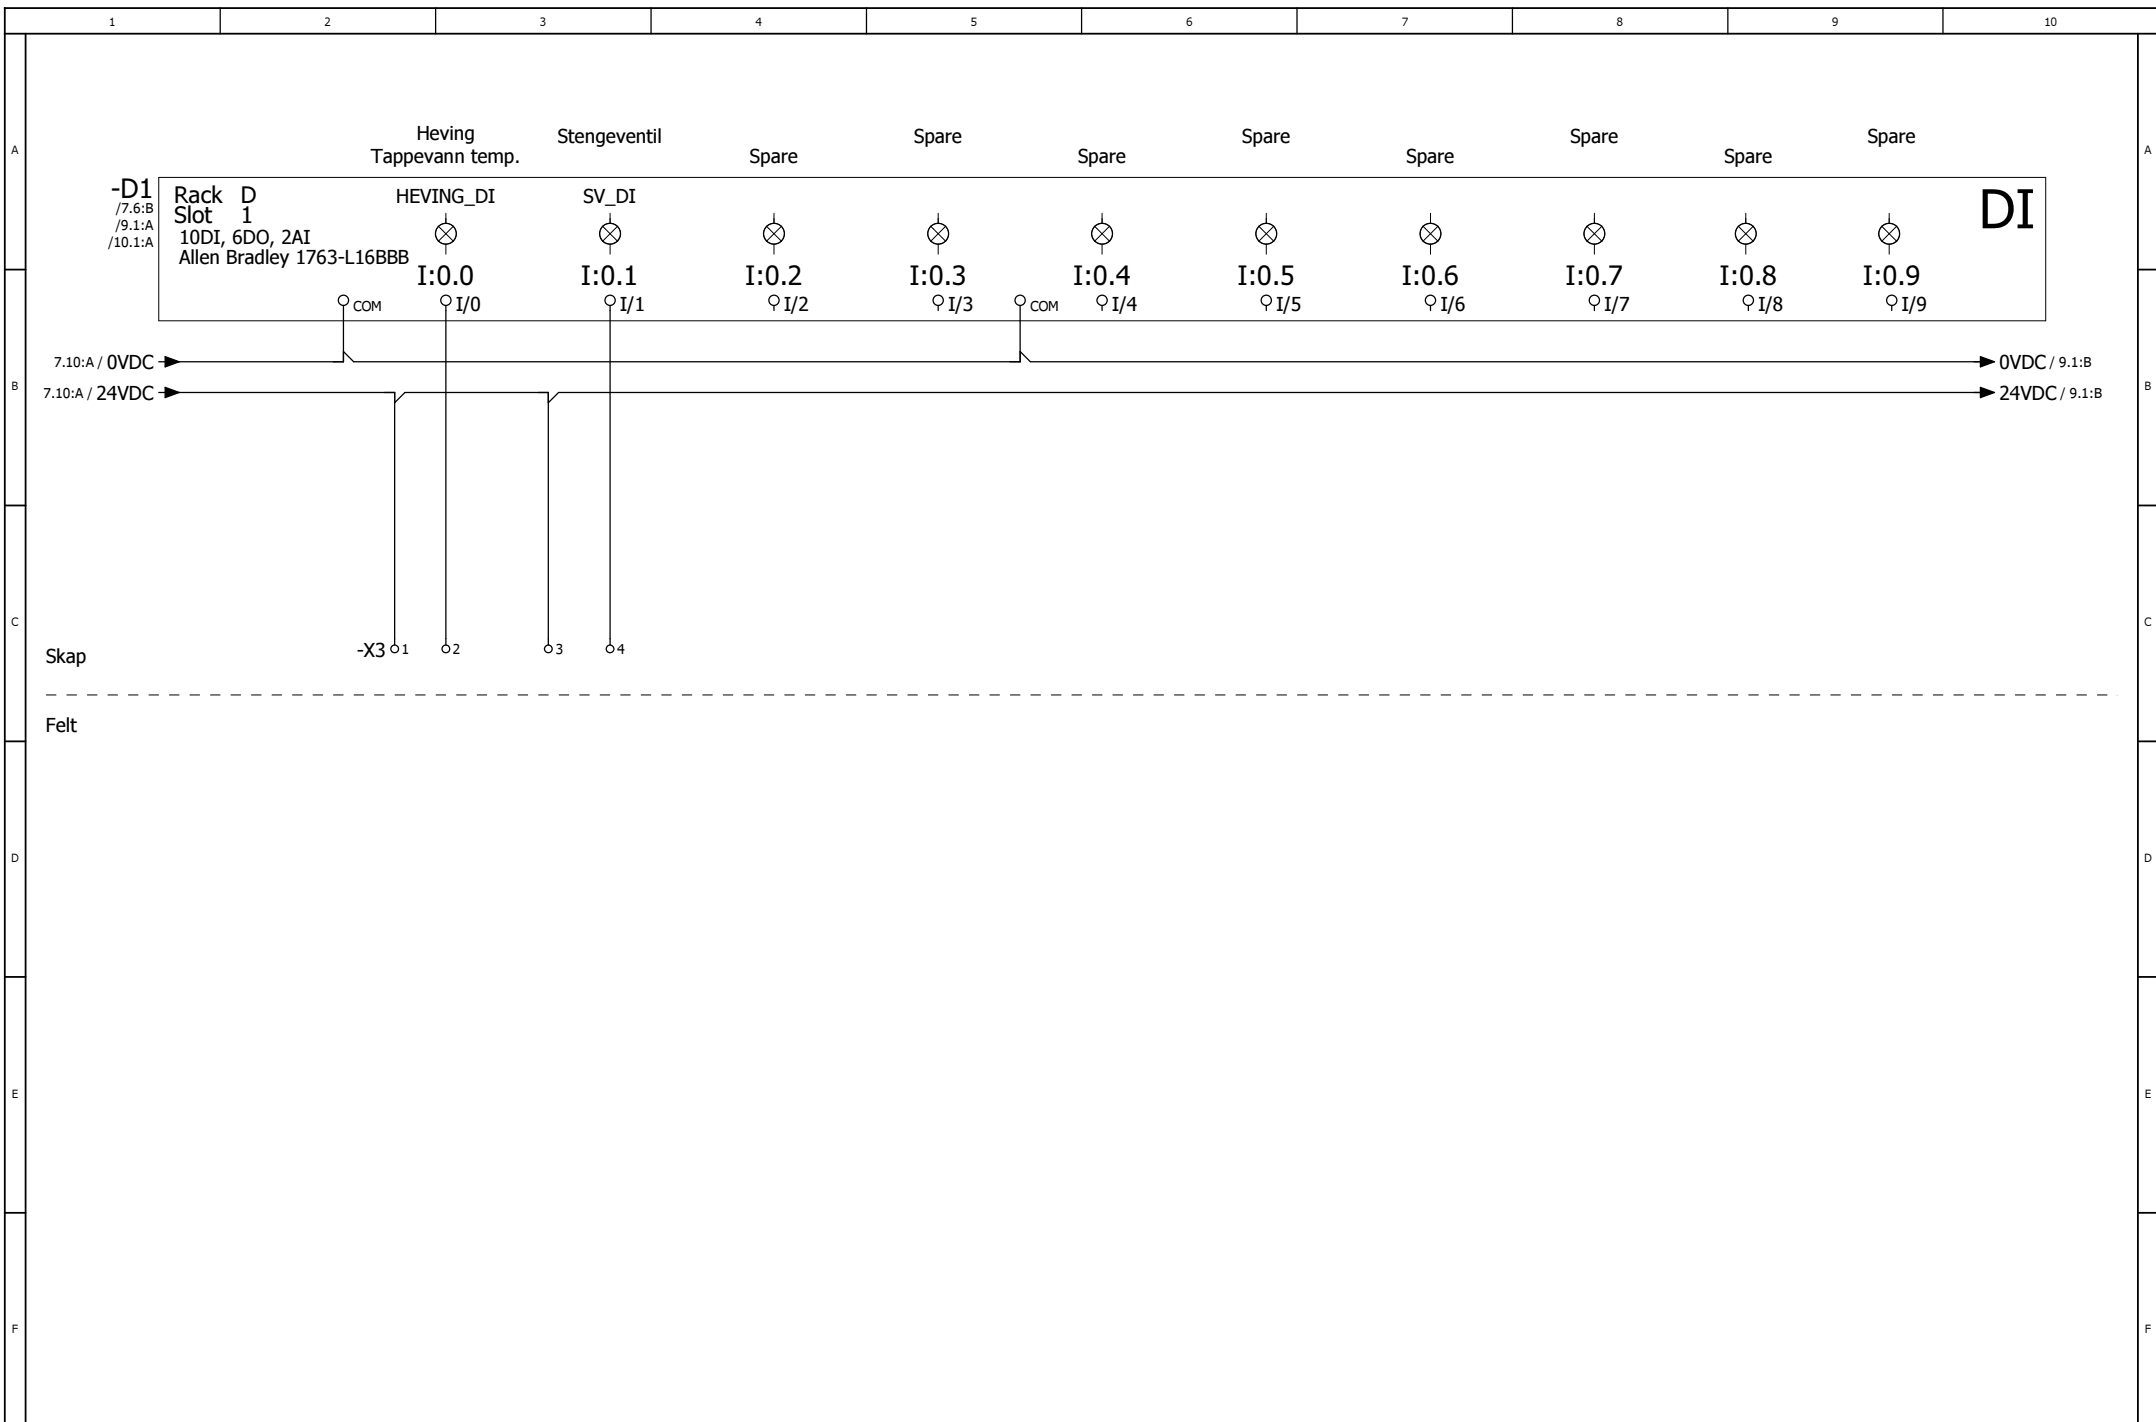 1 2 3 4 5 6 7 8 9 10
Heving
Tappevann temp.
Stengeventil
Spare
Spare
Spare
Spare
Spare
Spare
Spare
Spare
A A
-D1
/7.6:B
/9.1:A
/10.1:A
Rack D
Slot 1
10DI, 6DO, 2AI
Allen Bradley 1763-L16BBB
HEVING_DI SV_DI
DI
I:0.0 I:0.1 I:0.2 I:0.3 I:0.4 I:0.5 I:0.6 I:0.7 I:0.8 I:0.9
COM I/0 I/1 I/2 I/3 COM I/4 I/5 I/6 I/7 I/8 I/9
7.10:A / 0VDC 0VDC / 9.1:B
B B
7.10:A / 24VDC 24VDC / 9.1:B
C C
-X3 1 2 3 4
Skap
Felt
D D
E E
F F